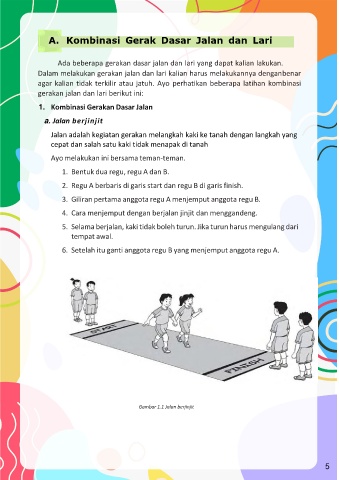 A. Kombinasi Gerak Dasar Jalan dan Lari
Ada beberapa gerakan dasar jalan dan lari yang dapat kalian lakukan.
Dalam melakukan gerakan jalan dan lari kalian harus melakukannya denganbenar
agar kalian tidak terkilir atau jatuh. Ayo perhatikan beberapa latihan kombinasi
gerakan jalan dan lari berikut ini:
1. Kombinasi Gerakan Dasar Jalan
a. Jalan berjinjit
Jalan adalah kegiatan gerakan melangkah kaki ke tanah dengan langkah yang
cepat dan salah satu kaki tidak menapak di tanah
Ayo melakukan ini bersama teman-teman.
1. Bentuk dua regu, regu A dan B.
2. Regu A berbaris di garis start dan regu B di garis finish.
3. Giliran pertama anggota regu A menjemput anggota regu B.
4. Cara menjemput dengan berjalan jinjit dan menggandeng.
5. Selama berjalan, kaki tidak boleh turun. Jika turun harus mengulang dari
tempat awal.
6. Setelah itu ganti anggota regu B yang menjemput anggota regu A.
START
FINISH
Gambar 1.1 Jalan berjinjit
5